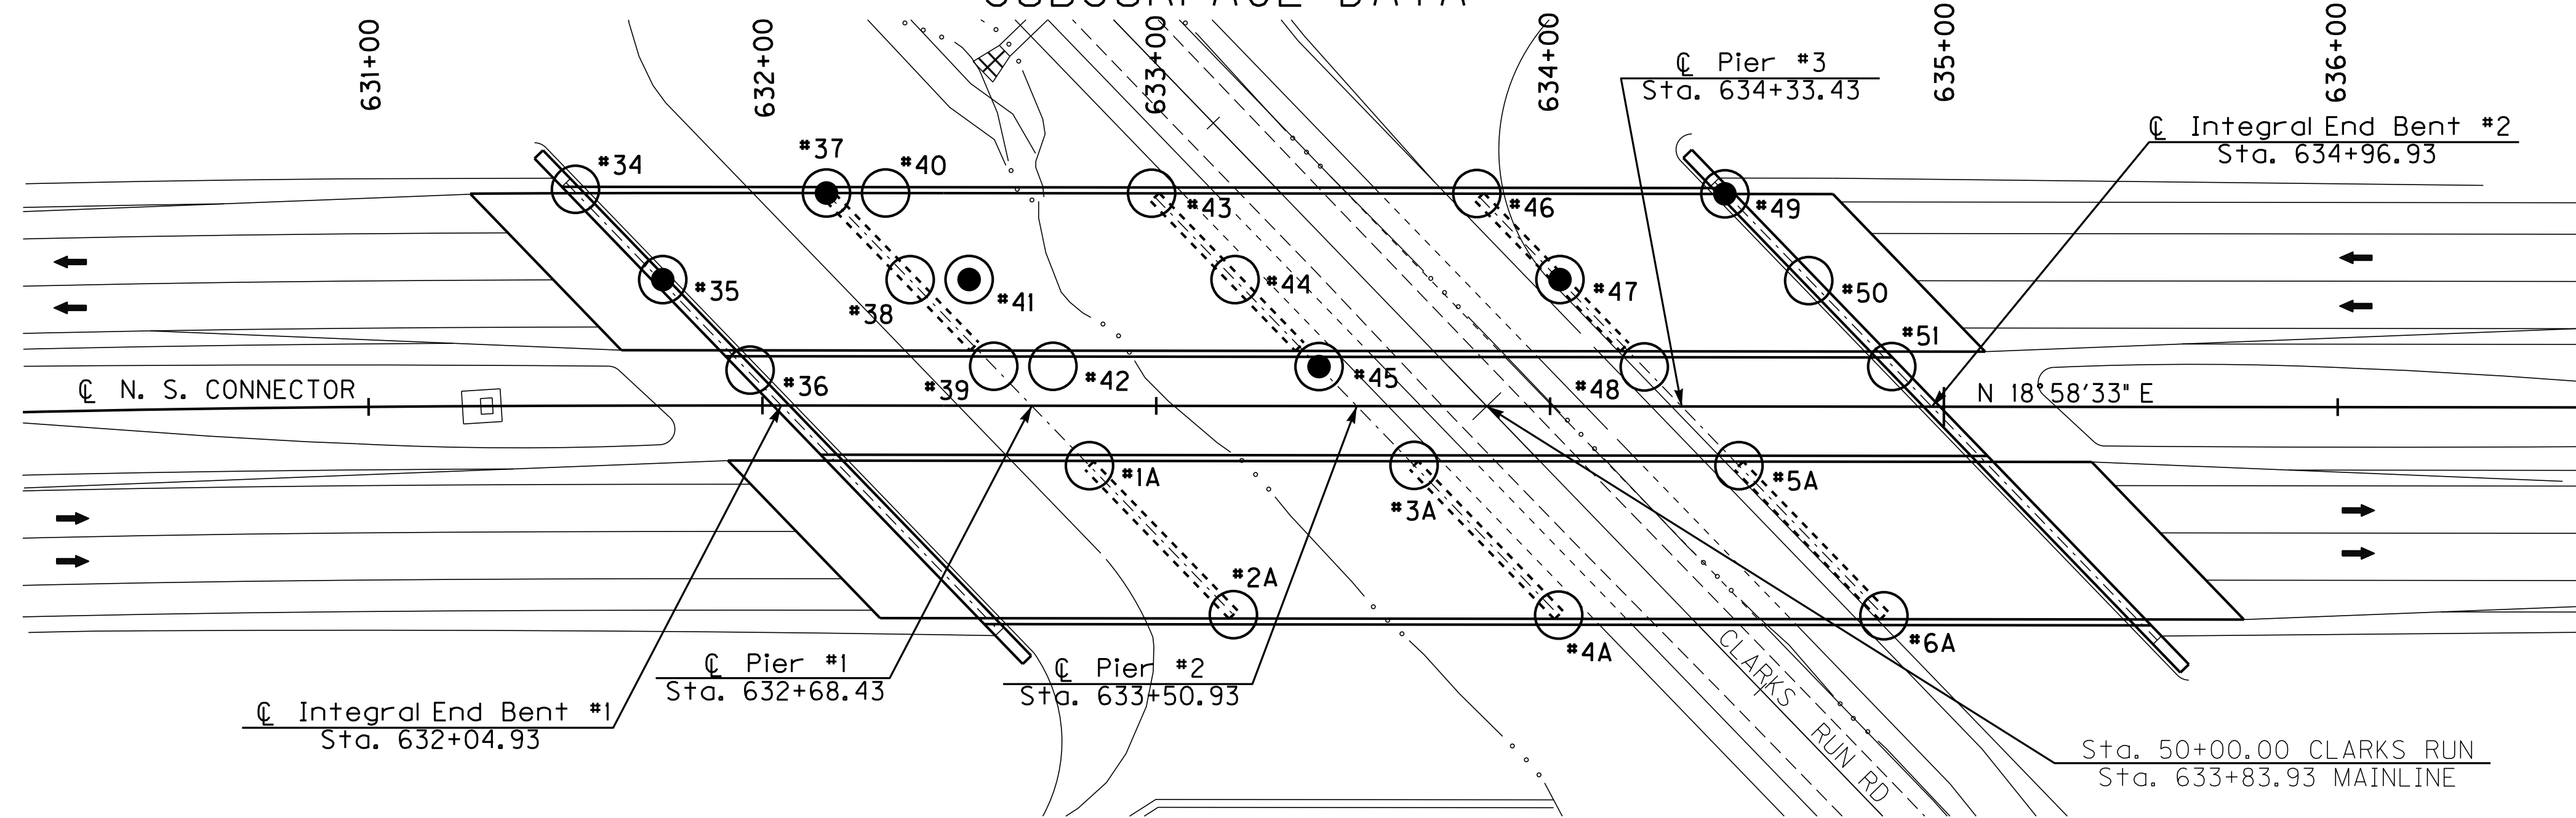 SUBSURFACE DATA
631+00
632+00
633+00
634+00
635+00
636+00
℄ Pier #3
Sta. 634+33.43
℄ Integral End Bent #2
Sta. 634+96.93
#34
#37
#40
#43
#46
#49
#35
#38
#41
#44
#47
#50
#36
#39
#42
#45
#48
#51
℄ N. S. CONNECTOR
N 18°58'33" E
#1A
#3A
#5A
#2A
#4A
#6A
℄ Pier #1
Sta. 632+68.43
℄ Pier #2
Sta. 633+50.93
℄ Integral End Bent #1
Sta. 632+04.93
CLARKS RUN RD
Sta. 50+00.00 CLARKS RUN
Sta. 633+83.93 MAINLINE